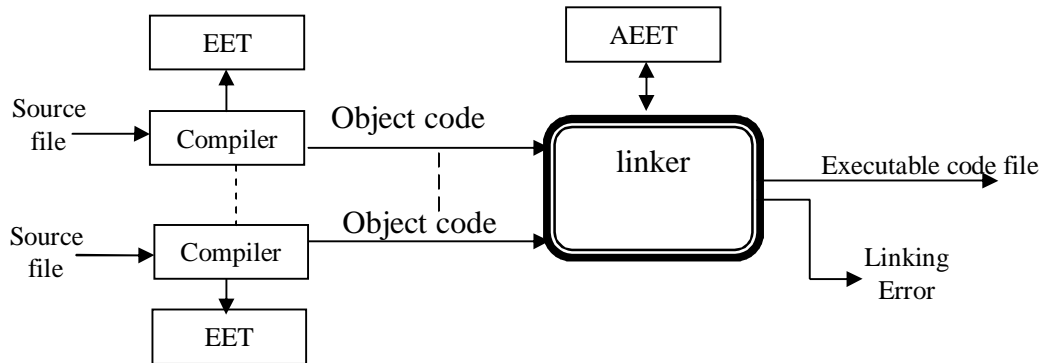 EET
AEET
Source
file
Compiler
Object code
linker
Executable code file
Source
file
Compiler
Object code
Linking
Error
EET